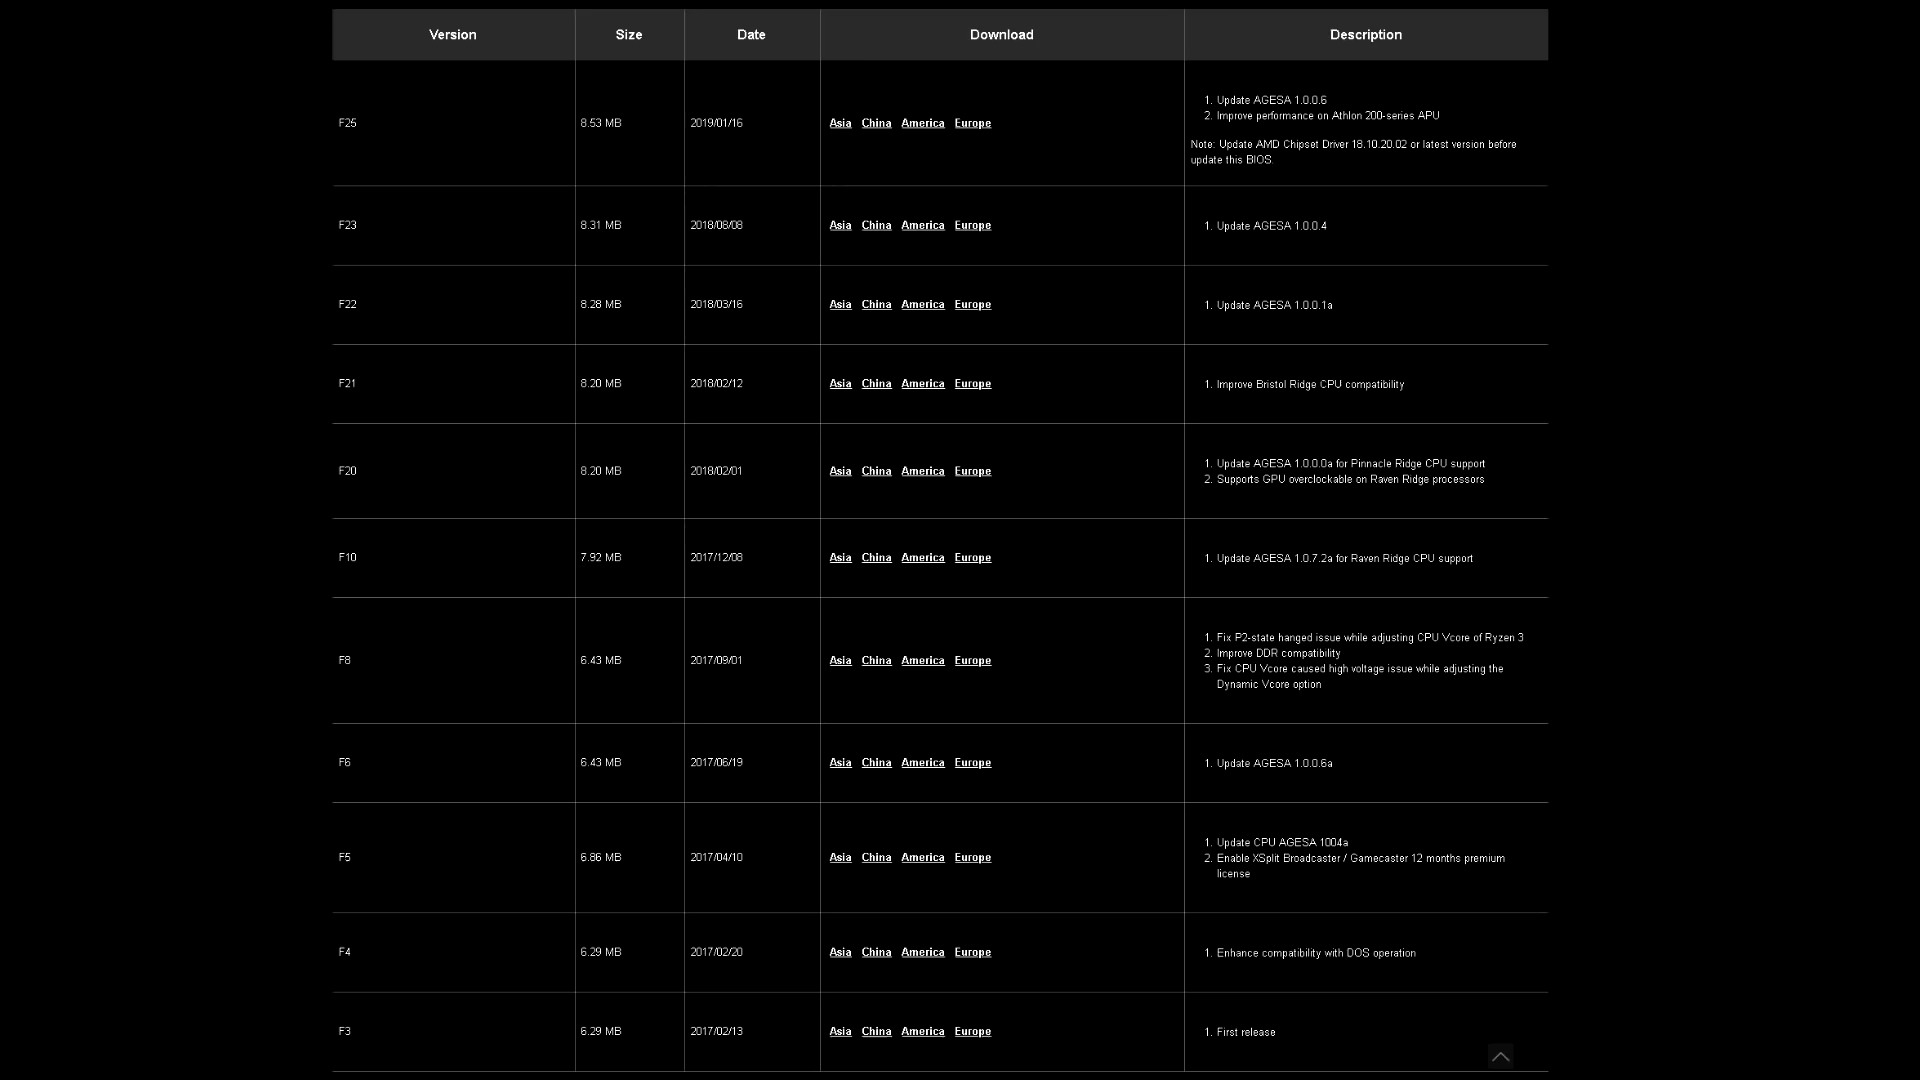 Version Size Date Download Description
1. Update AGESA 1.0.0.6
2. Improve performance on Athlon 200-series APU
F25 8.53 MB 2019/01/16 Asia China America Europe
Note: Update AMD Chipset Driver 18.10.20.02 or latest version before
update this BIOS.
F23 8.31 MB 2018/08/08 Asia China America Europe 1. Update AGESA 1.0.0.4
F22 8.28 MB 2018/03/16 Asia China America Europe 1. Update AGESA 1.0.0.1a
F21 8.20 MB 2018/02/12 Asia China America Europe 1. Improve Bristol Ridge CPU compatibility
1. Update AGESA 1.0.0.0a for Pinnacle Ridge CPU support
F20 8.20 MB 2018/02/01 Asia China America Europe
2. Supports GPU overclockable on Raven Ridge processors
F10 7.92 MB 2017/12/08 Asia China America Europe 1. Update AGESA 1.0.7.2a for Raven Ridge CPU support
1. Fix P2-state hanged issue while adjusting CPU Vcore of Ryzen 3
2. Improve DDR compatibility
F8 6.43 MB 2017/09/01 Asia China America Europe
3. Fix CPU Vcore caused high voltage issue while adjusting the
Dynamic Vcore option
F6 6.43 MB 2017/06/19 Asia China America Europe 1. Update AGESA 1.0.0.6a
1. Update CPU AGESA 1004a
F5 6.86 MB 2017/04/10 Asia China America Europe 2. Enable XSplit Broadcaster / Gamecaster 12 months premium
license
F4 6.29 MB 2017/02/20 Asia China America Europe 1. Enhance compatibility with DOS operation
F3 6.29 MB 2017/02/13 Asia China America Europe 1. First release